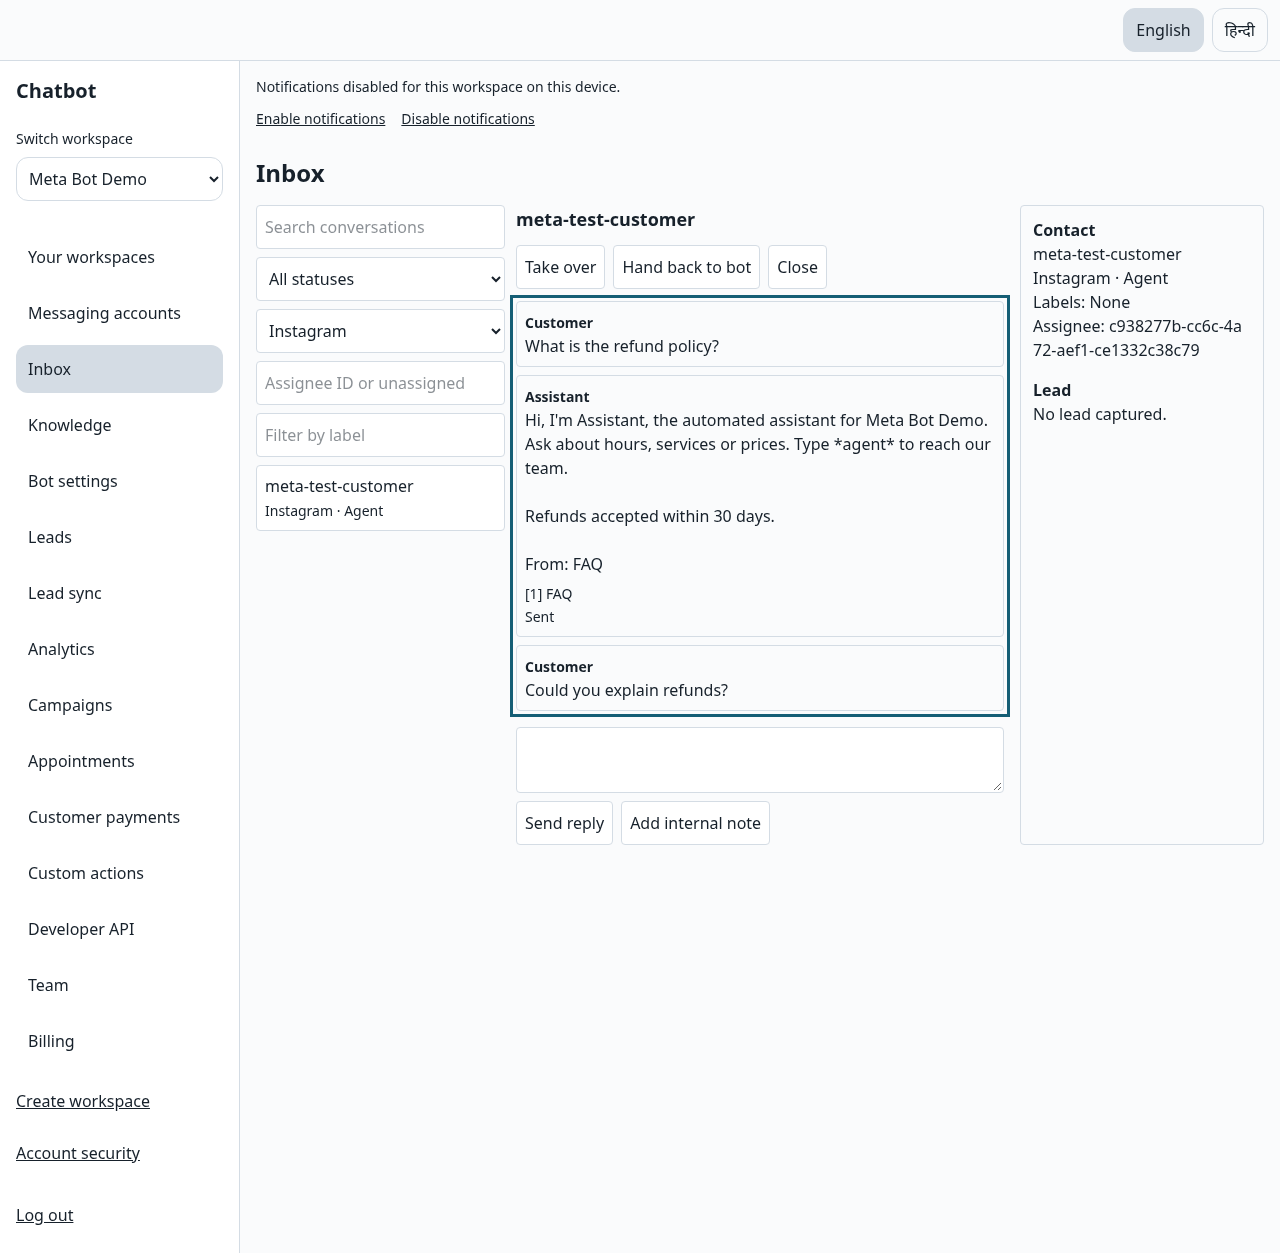 English
हिन्दी
Chatbot
Switch workspace
Meta Bot Demo
Your workspaces
Messaging accounts
Inbox
Knowledge
Bot settings
Leads
Lead sync
Analytics
Campaigns
Appointments
Customer payments
Custom actions
Developer API
Team
Billing
Create workspace
Account security
Log out
Notifications disabled for this workspace on this device.
Enable notifications
Disable notifications
Inbox
Search conversations
All statuses
Instagram
Assignee ID or unassigned
Filter by label
meta-test-customer
Instagram · Agent
meta-test-customer
Take over
Hand back to bot
Close
Customer
What is the refund policy?
Assistant
Hi, I'm Assistant, the automated assistant for Meta Bot Demo.
Ask about hours, services or prices. Type *agent* to reach our
team.
Refunds accepted within 30 days.
From: FAQ
[1] FAQ
Sent
Customer
Could you explain refunds?
Send reply
Add internal note
Contact
meta-test-customer
Instagram · Agent
Labels: None
Assignee: c938277b-cc6c-4a
72-aef1-ce1332c38c79
Lead
No lead captured.